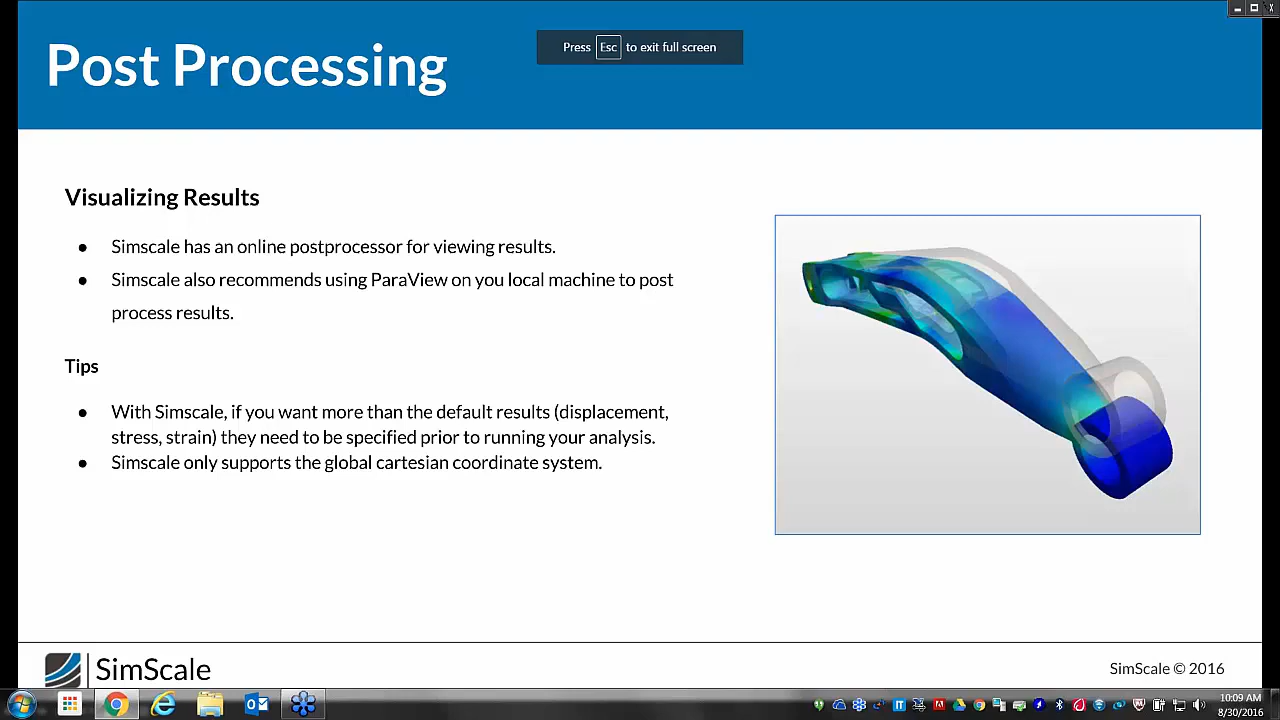 Post Processing
Press Esc to exit full screen
Visualizing Results
● Simscale has an online postprocessor for viewing results.
● Simscale also recommends using ParaView on you local machine to post
process results.
Tips
● With Simscale, if you want more than the default results (displacement,
stress, strain) they need to be specified prior to running your analysis.
● Simscale only supports the global cartesian coordinate system.
SimScale
SimScale © 2016
10:09 AM
8/30/2016